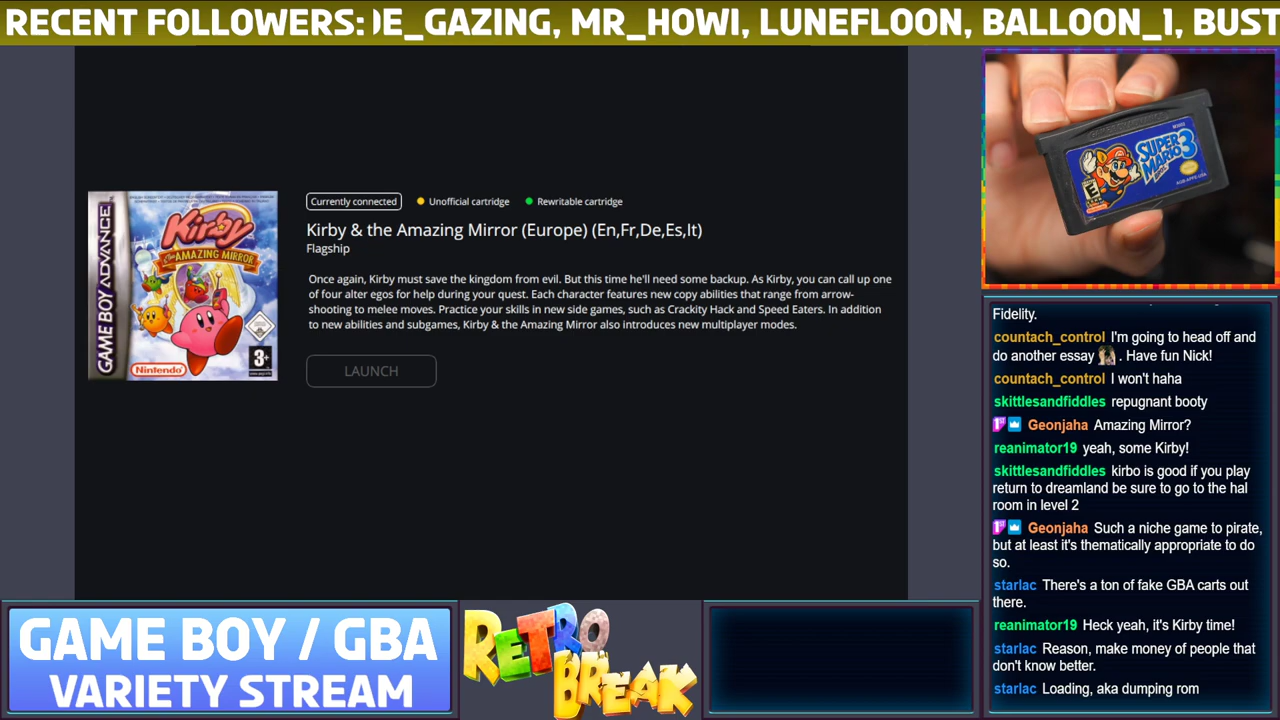 RECENT FOLLOWERS: DE_GAZING, MR_HOWI, LUNEFLOON, BALLOON_1, BUST
Currently connected
Unofficial cartridge
Rewritable cartridge
Kirby & the Amazing Mirror (Europe) (En,Fr,De,Es,It)
Flagship
Once again, Kirby must save the kingdom from evil. But this time he'll need some backup. As Kirby, you can call up one
of four alter egos for help during your quest. Each character features new copy abilities that range from arrow-
shooting to melee moves. Practice your skills in new side games, such as Crackity Hack and Speed Eaters. In addition
to new abilities and subgames, Kirby & the Amazing Mirror also introduces new multiplayer modes.
LAUNCH
GAME BOY ADVANCE
Kirby
the AMAZING MIRROR
Nintendo
3+
GAME BOY ADVANCE
SUPER
MARIO 3
Fidelity.
countach_control I'm going to head off and
do another essay . Have fun Nick!
countach_control I won't haha
skittlesandfiddles repugnant booty
1ST Geonjaha Amazing Mirror?
reanimator19 yeah, some Kirby!
skittlesandfiddles kirbo is good if you play
return to dreamland be sure to go to the hal
room in level 2
1ST Geonjaha Such a niche game to pirate,
but at least it's thematically appropriate to do
so.
starlac There's a ton of fake GBA carts out
there.
reanimator19 Heck yeah, it's Kirby time!
starlac Reason, make money of people that
don't know better.
starlac Loading, aka dumping rom
GAME BOY / GBA
VARIETY STREAM
RETRO
BREAK